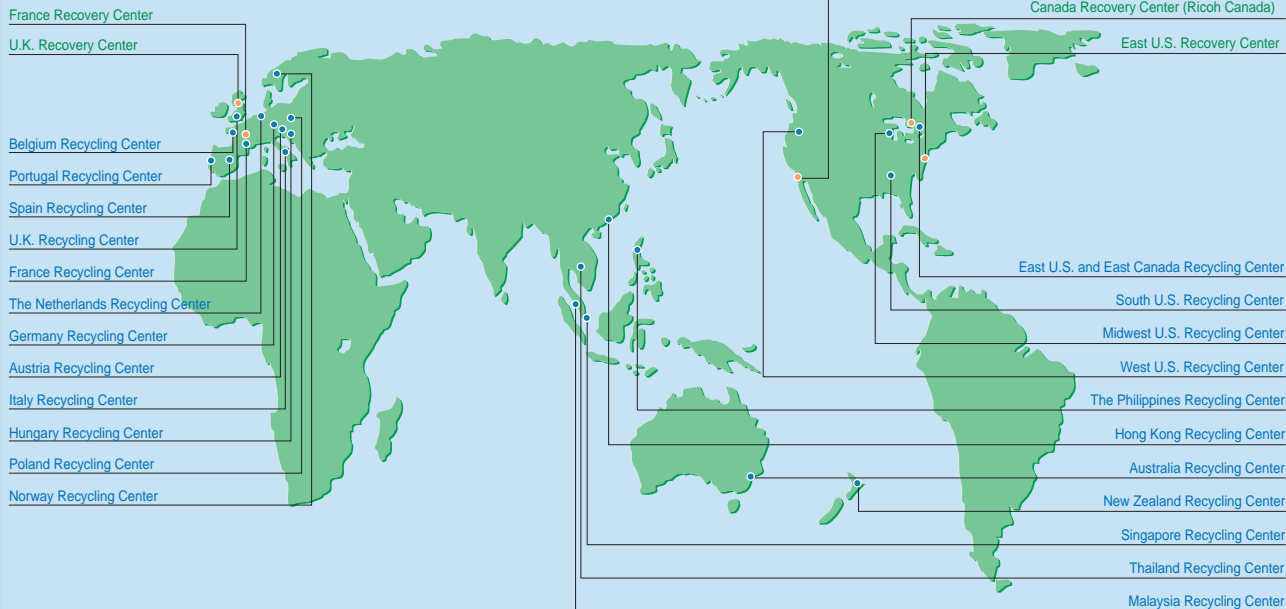 France Recovery Center
U.K. Recovery Center
Belgium Recycling Center
Portugal Recycling Center
Spain Recycling Center
U.K. Recycling Center
France Recycling Center
The Netherlands Recycling Center
Germany Recycling Center
Austria Recycling Center
Italy Recycling Center
Hungary Recycling Center
Poland Recycling Center
Norway Recycling Center
Canada Recovery Center (Ricoh Canada)
East U.S. Recovery Center
East U.S. and East Canada Recycling Center
South U.S. Recycling Center
Midwest U.S. Recycling Center
West U.S. Recycling Center
The Philippines Recycling Center
Hong Kong Recycling Center
Australia Recycling Center
New Zealand Recycling Center
Singapore Recycling Center
Thailand Recycling Center
Malaysia Recycling Center